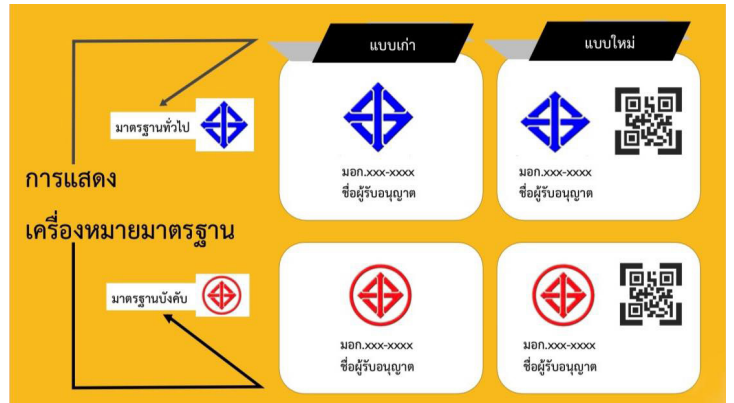 แบบเก่า
แบบใหม่
มาตรฐานทั่วไป
มอก.xxx-xxxx
ชื่อผู้รับอนุญาต
มอก.xxx-xxxx
ชื่อผู้รับอนุญาต
การแสดง
เครื่องหมายมาตรฐาน
มาตรฐานบังคับ
มอก.xxx-xxxx
ชื่อผู้รับอนุญาต
มอก.xxx-xxxx
ชื่อผู้รับอนุญาต